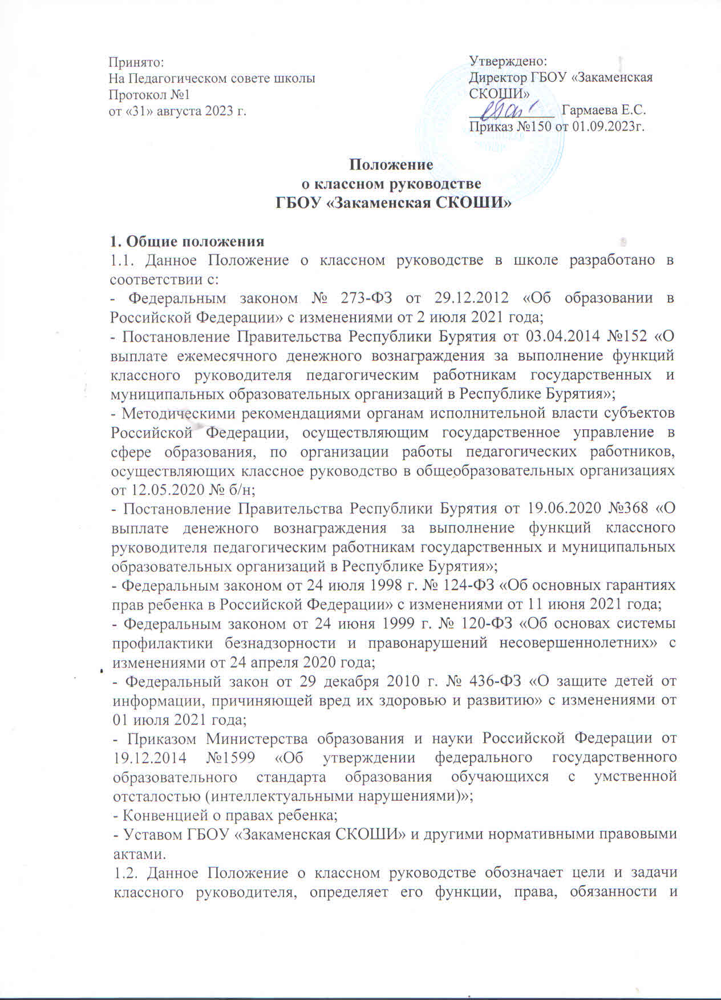 Принято:
На Педагогическом совете школы
Протокол №1
от «31» августа 2023 г.
Утверждено:
Директор ГБОУ «Закаменская
СКОШИ»
____________ Гармаева Е.С.
Приказ №150 от 01.09.2023г.
Положение
о классном руководстве
ГБОУ «Закаменская СКОШИ»
1. Общие положения
1.1. Данное Положение о классном руководстве в школе разработано в
соответствии с:
- Федеральным законом № 273-ФЗ от 29.12.2012 «Об образовании в
Российской Федерации» с изменениями от 2 июля 2021 года;
- Постановление Правительства Республики Бурятия от 03.04.2014 №152 «О
выплате ежемесячного денежного вознаграждения за выполнение функций
классного руководителя педагогическим работникам государственных и
муниципальных образовательных организаций в Республике Бурятия»;
- Методическими рекомендациями органам исполнительной власти субъектов
Российской Федерации, осуществляющим государственное управление в
сфере образования, по организации работы педагогических работников,
осуществляющих классное руководство в общеобразовательных организациях
от 12.05.2020 № б/н;
- Постановление Правительства Республики Бурятия от 19.06.2020 №368 «О
выплате денежного вознаграждения за выполнение функций классного
руководителя педагогическим работникам государственных и муниципальных
образовательных организаций в Республике Бурятия»;
- Федеральным законом от 24 июля 1998 г. № 124-ФЗ «Об основных гарантиях
прав ребенка в Российской Федерации» с изменениями от 11 июня 2021 года;
- Федеральным законом от 24 июня 1999 г. № 120-ФЗ «Об основах системы
профилактики безнадзорности и правонарушений несовершеннолетних» с
изменениями от 24 апреля 2020 года;
- Федеральный закон от 29 декабря 2010 г. № 436-ФЗ «О защите детей от
информации, причиняющей вред их здоровью и развитию» с изменениями от
01 июля 2021 года;
- Приказом Министерства образования и науки Российской Федерации от
19.12.2014 №1599 «Об утверждении федерального государственного
образовательного стандарта образования обучающихся с умственной
отсталостью (интеллектуальными нарушениями)»;
- Конвенцией о правах ребенка;
- Уставом ГБОУ «Закаменская СКОШИ» и другими нормативными правовыми
актами.
1.2. Данное Положение о классном руководстве обозначает цели и задачи
классного руководителя, определяет его функции, права, обязанности и